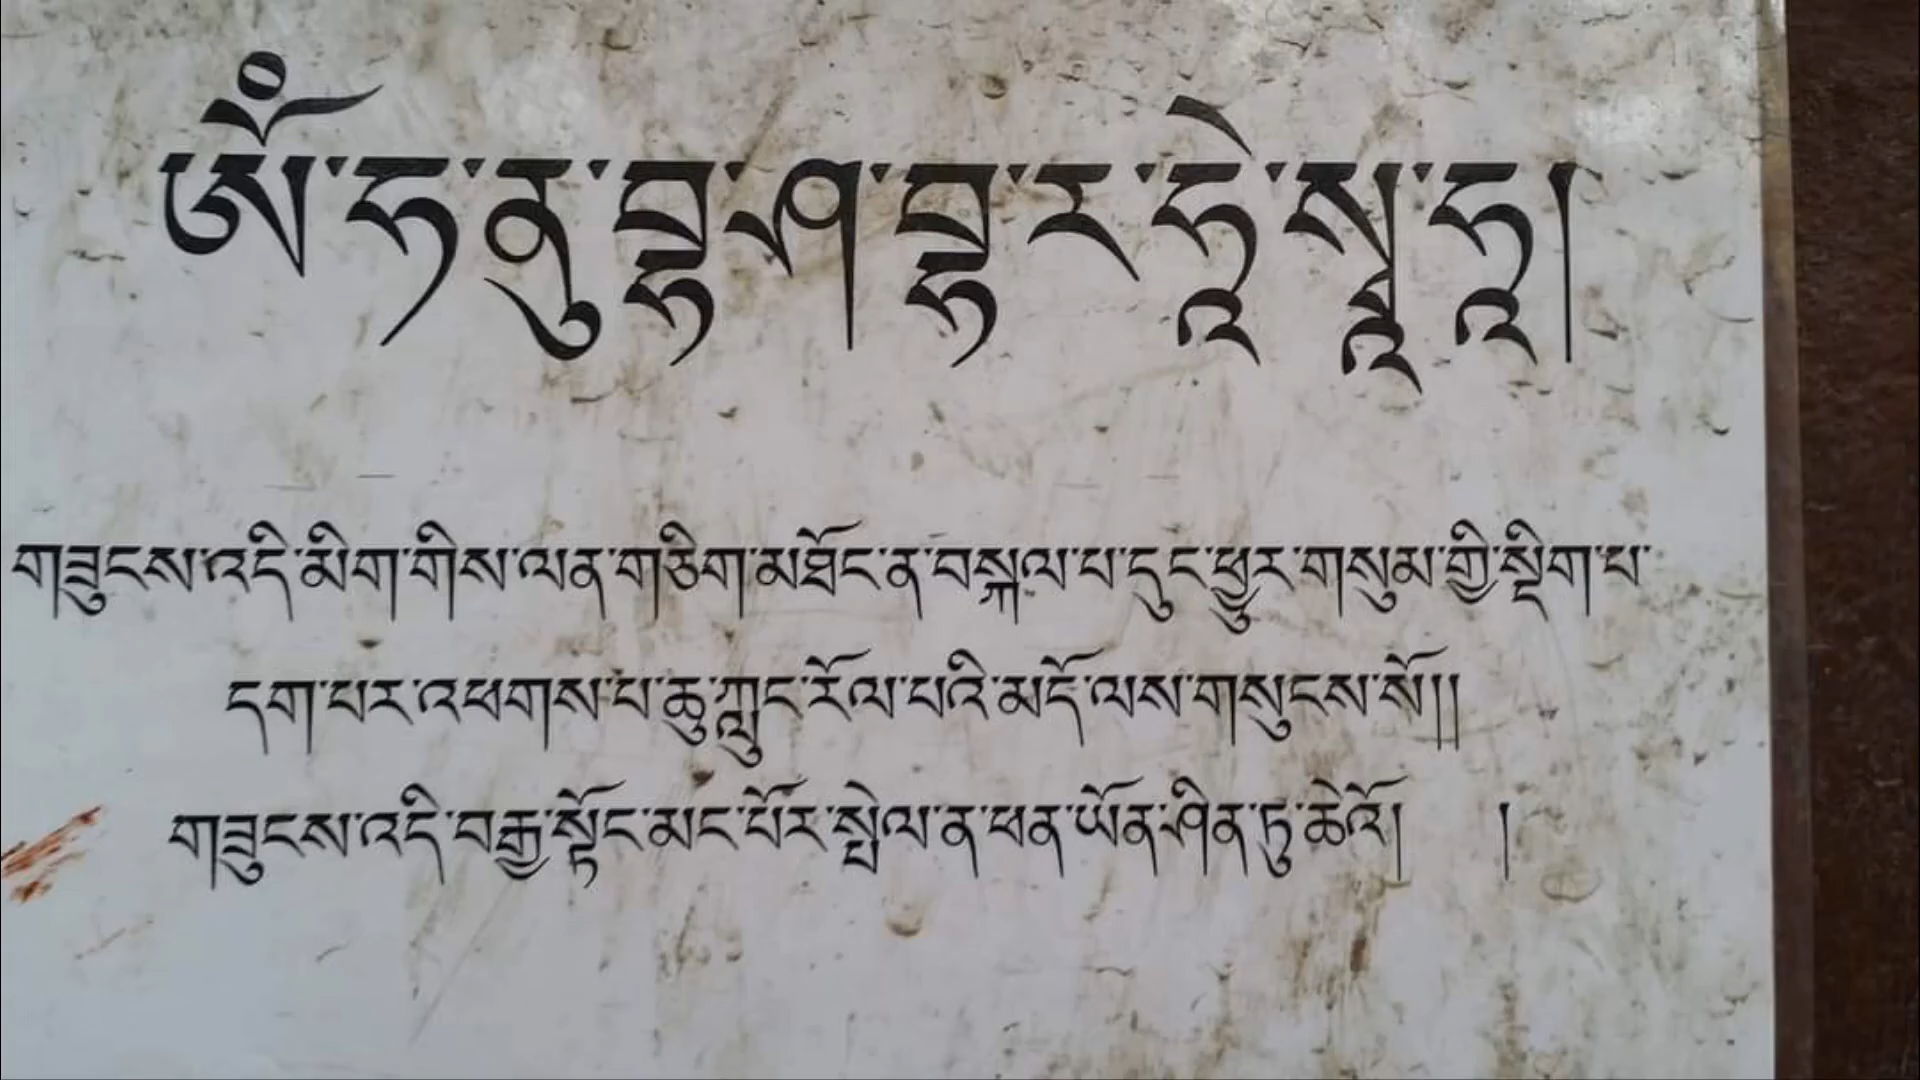 ༀ་ཧ་ནུ་བྷ་ཤ་བྷ་ར་ཧཱེ་སྭཱ་ཧཱ།
གཟུངས་འདི་མིག་གིས་ལན་གཅིག་མཐོང་ན་བསྐལ་པ་དུང་ཕྱུར་གསུམ་གྱི་སྡིག་པ་
དག་པར་འཕགས་པ་ཆུ་ཀླུང་རོལ་པའི་མདོ་ལས་གསུངས་སོ།།
གཟུངས་འདི་བརྒྱ་སྟོང་མང་པོར་སྤེལ་ན་ཕན་ཡོན་ཤིན་ཏུ་ཆེའོ། །